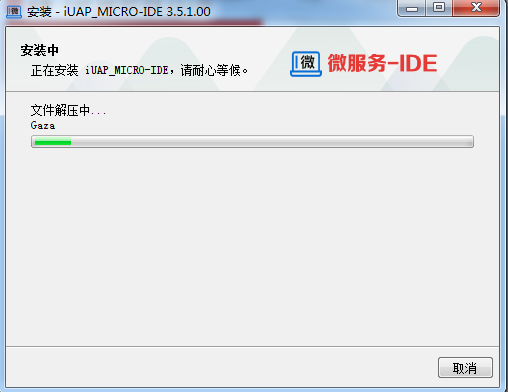 安装 - iUAP_MICRO-IDE 3.5.1.00
安装中
正在安装 iUAP_MICRO-IDE，请耐心等候。
微 微服务-IDE
文件解压中...
Gaza
取消